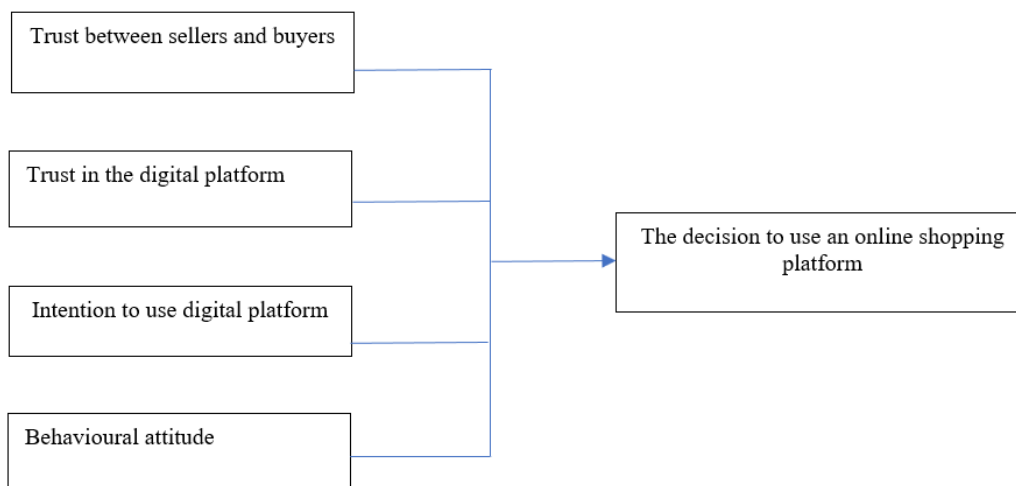 Trust between sellers and buyers
Trust in the digital platform
The decision to use an online shopping
platform
Intention to use digital platform
Behavioural attitude